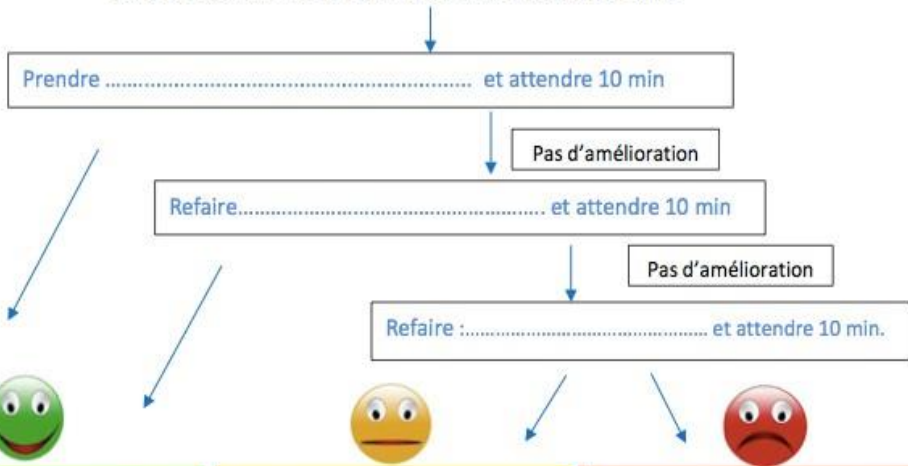 Prendre ........................................................................ et attendre 10 min
Pas d'amélioration
Refaire............................................................ et attendre 10 min
Pas d'amélioration
Refaire :................................................ et attendre 10 min.